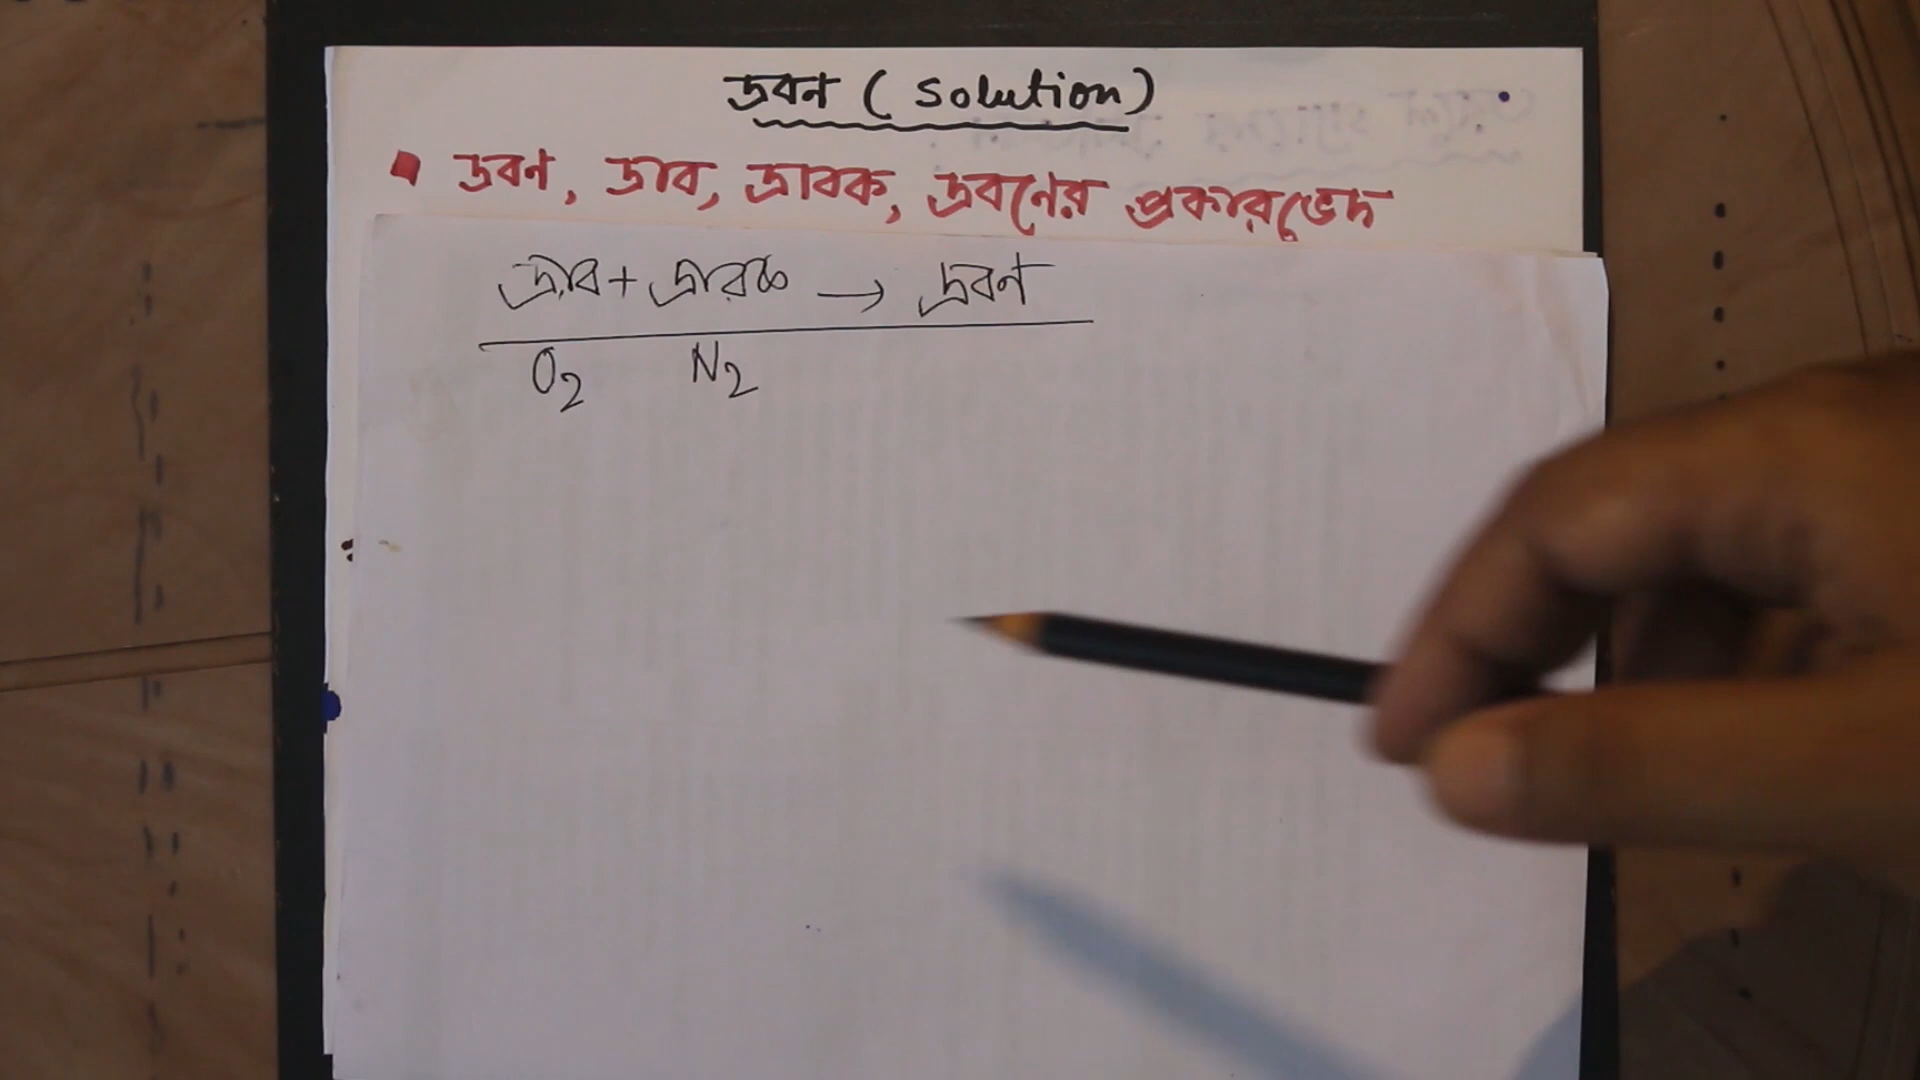 দ্রবণ (Solution)
▪ দ্রবণ, দ্রাব, দ্রাবক, দ্রবণের প্রকারভেদ
দ্রাব + দ্রাবক → দ্রবণ
O₂ N₂